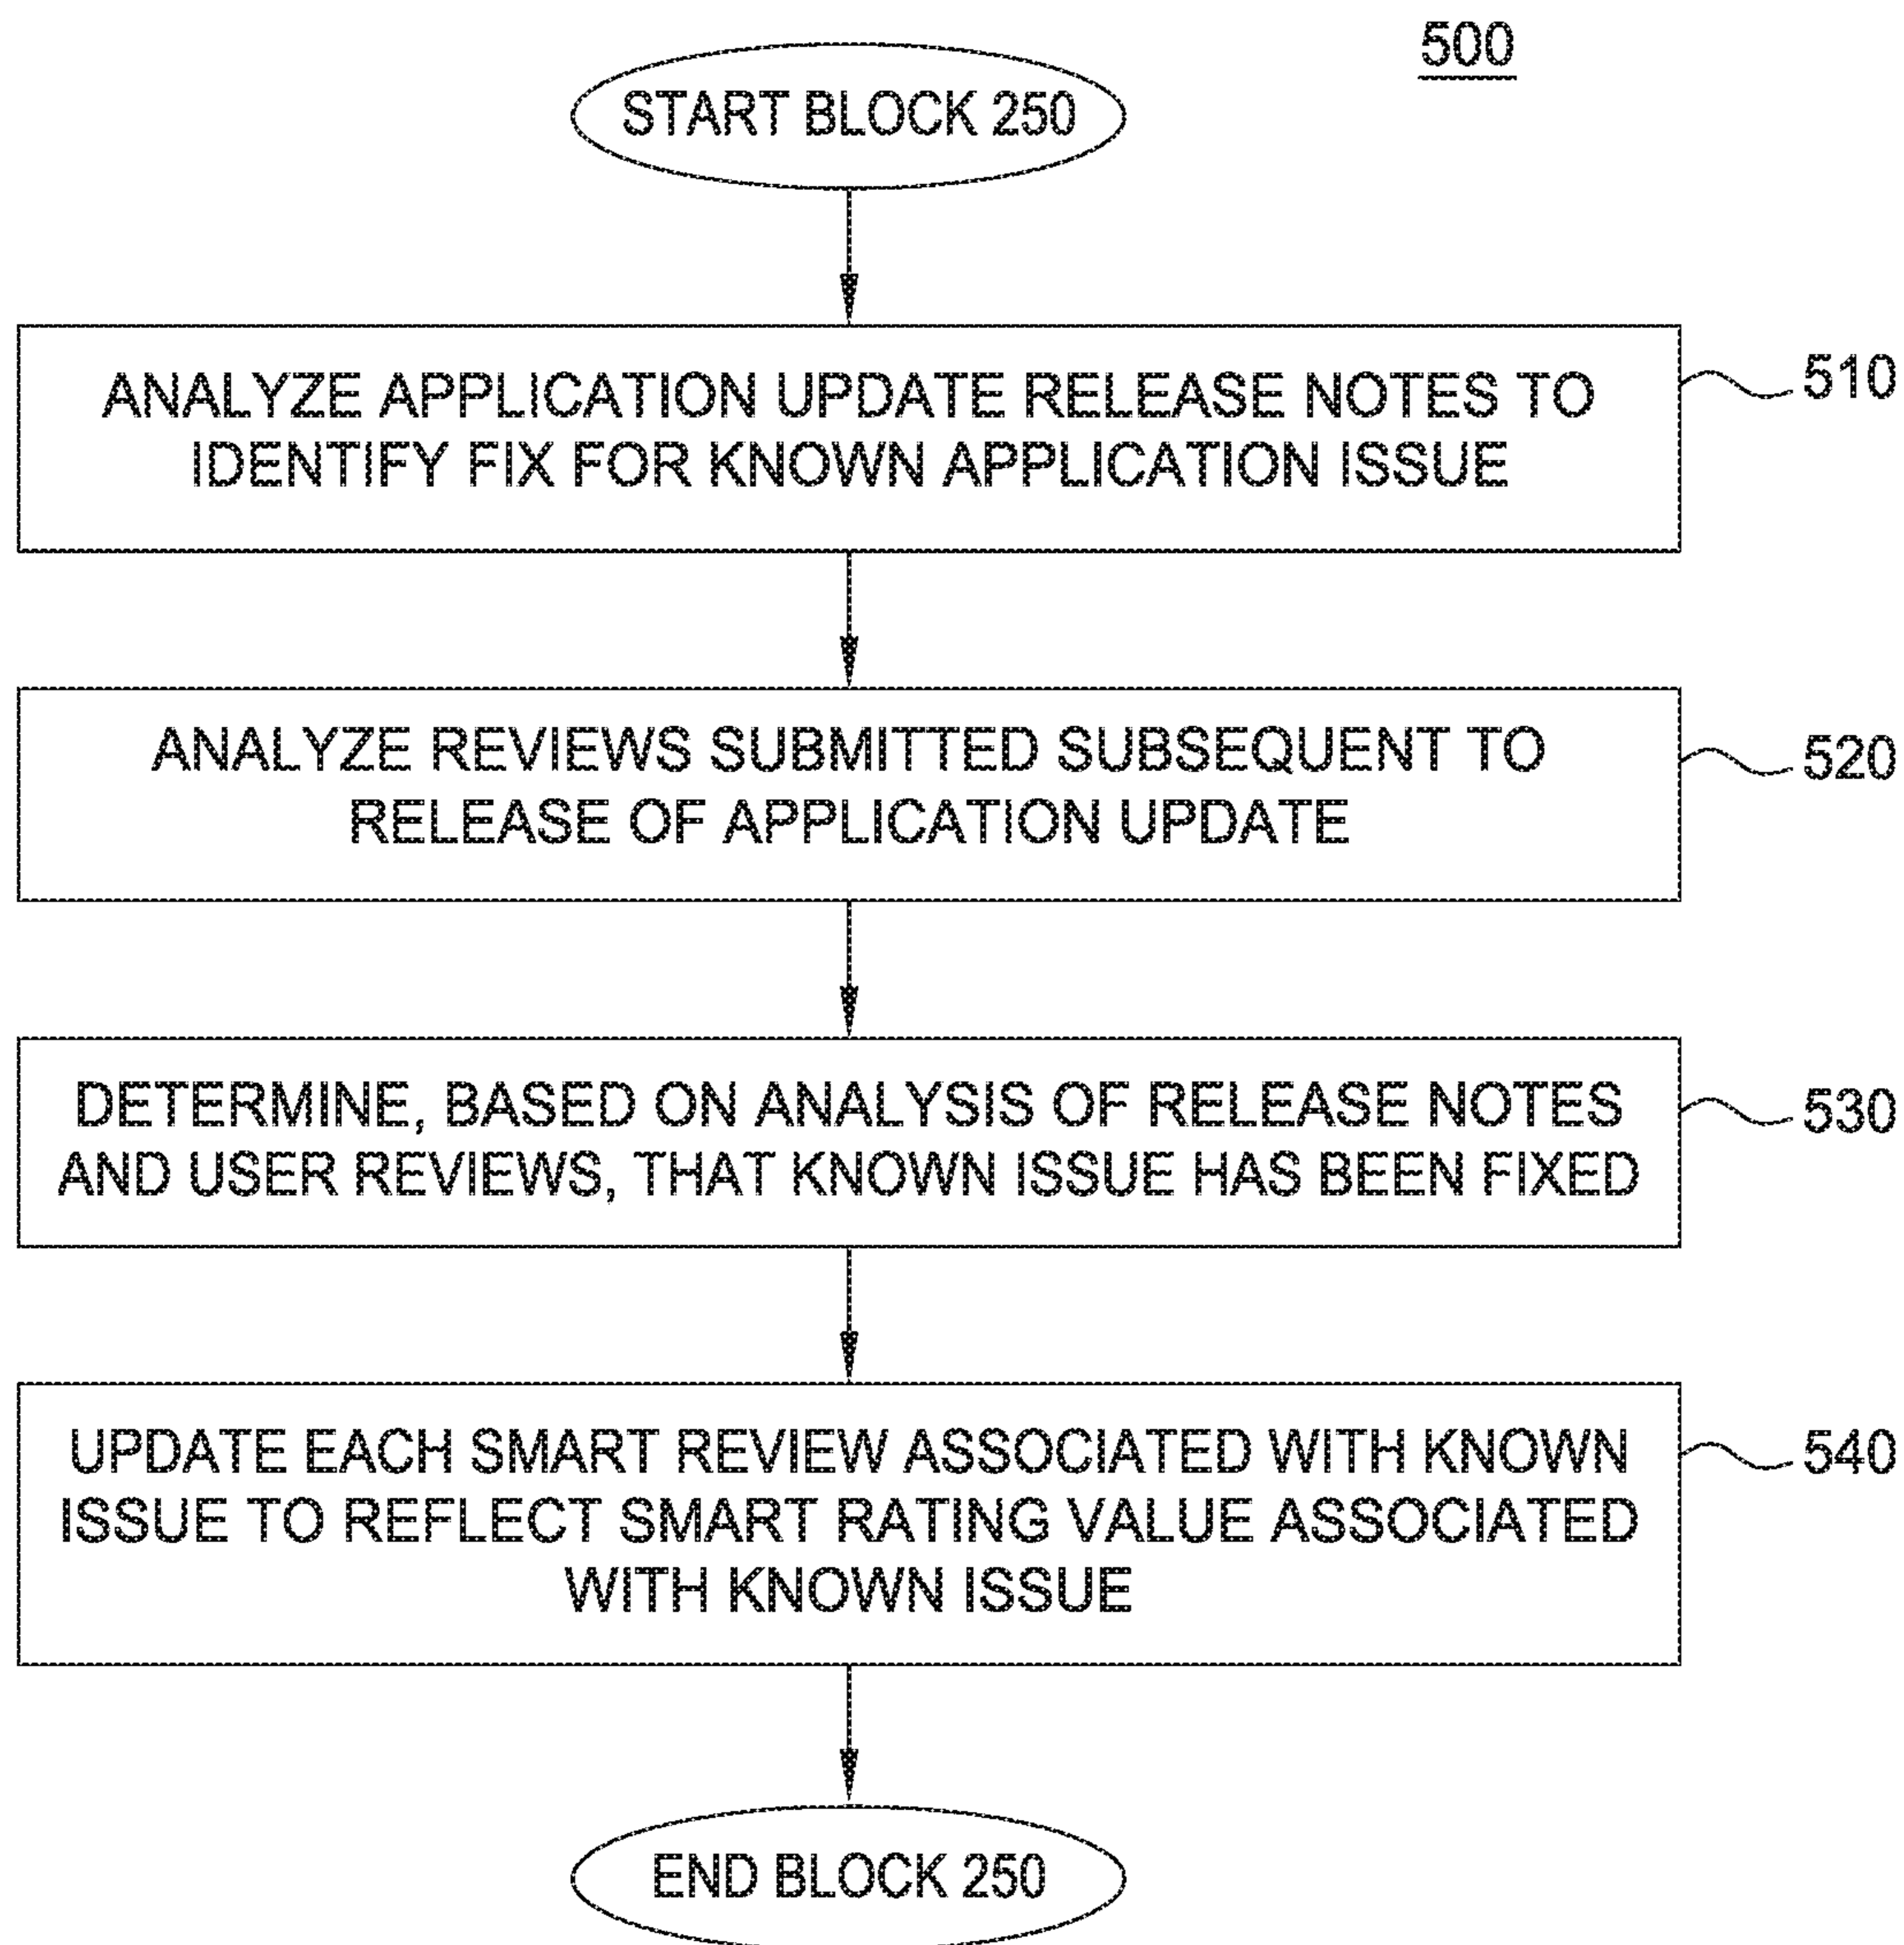 500
START BLOCK 250
ANALYZE APPLICATION UPDATE RELEASE NOTES TO
IDENTIFY FIX FOR KNOWN APPLICATION ISSUE
510
ANALYZE REVIEWS SUBMITTED SUBSEQUENT TO
RELEASE OF APPLICATION UPDATE
520
DETERMINE, BASED ON ANALYSIS OF RELEASE NOTES
AND USER REVIEWS, THAT KNOWN ISSUE HAS BEEN FIXED
530
UPDATE EACH SMART REVIEW ASSOCIATED WITH KNOWN
ISSUE TO REFLECT SMART RATING VALUE ASSOCIATED
WITH KNOWN ISSUE
540
END BLOCK 250